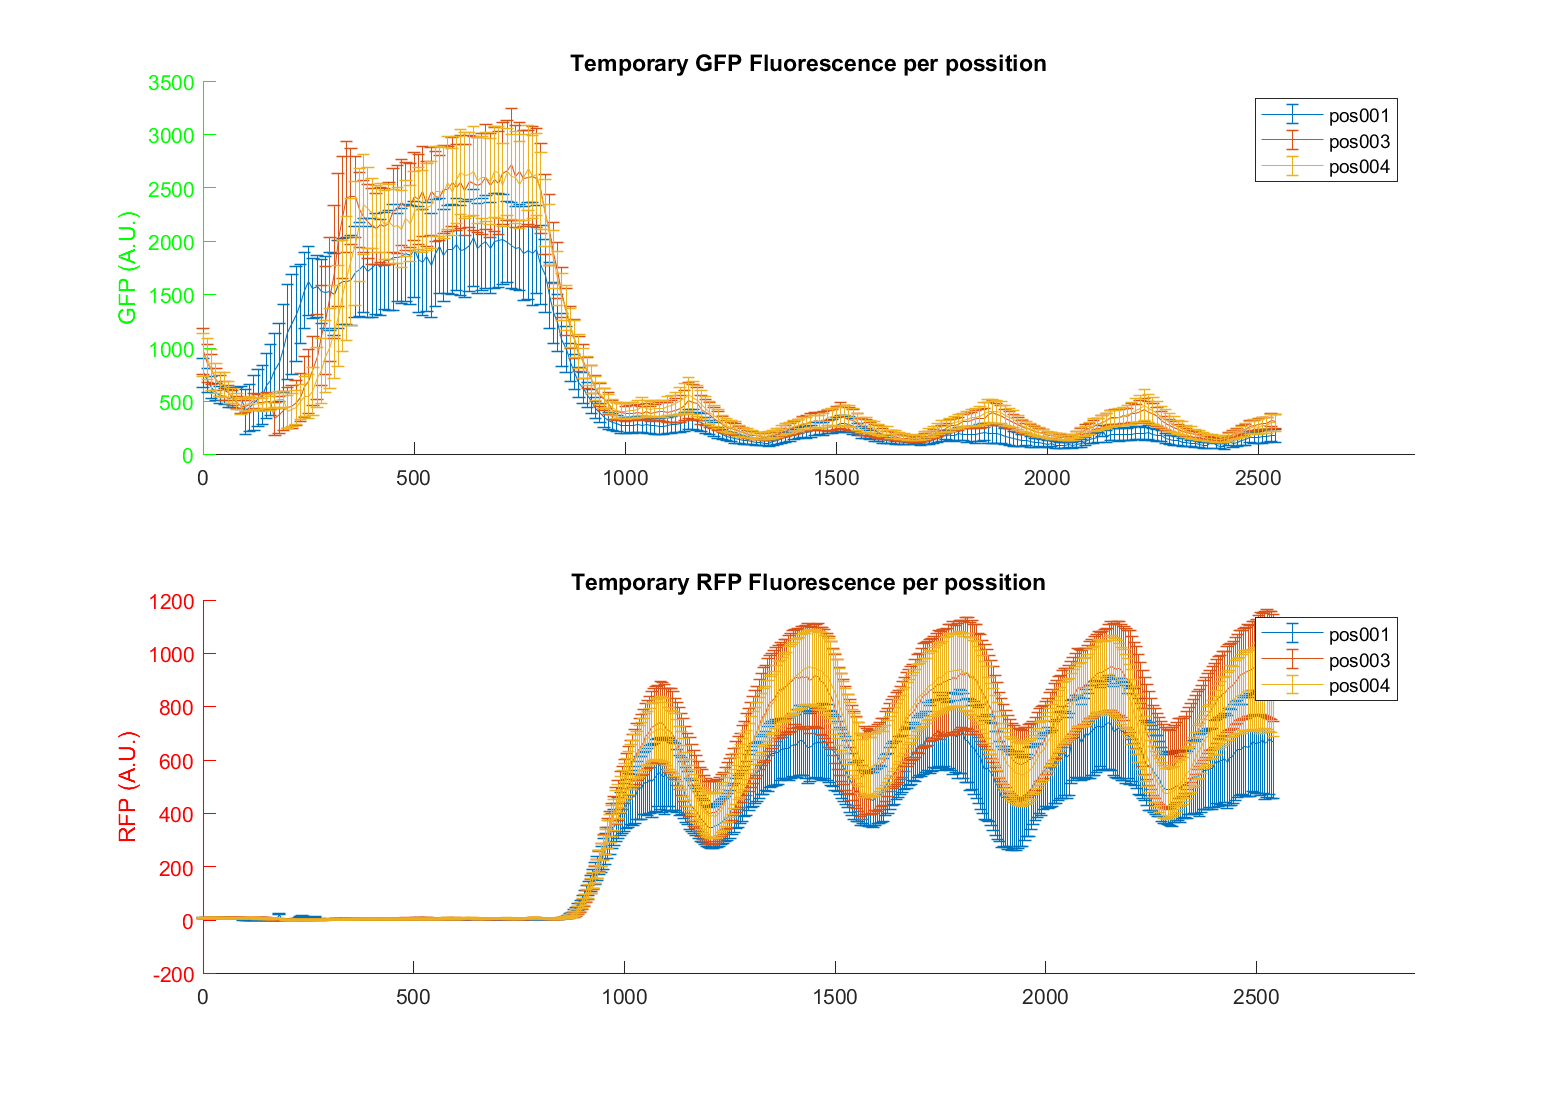 Temporary GFP Fluorescence per possition
GFP (A.U.)
3500
3000
2500
2000
1500
1000
500
0
0 500 1000 1500 2000 2500
pos001
pos003
pos004
Temporary RFP Fluorescence per possition
RFP (A.U.)
1200
1000
800
600
400
200
0
-200
0 500 1000 1500 2000 2500
pos001
pos003
pos004